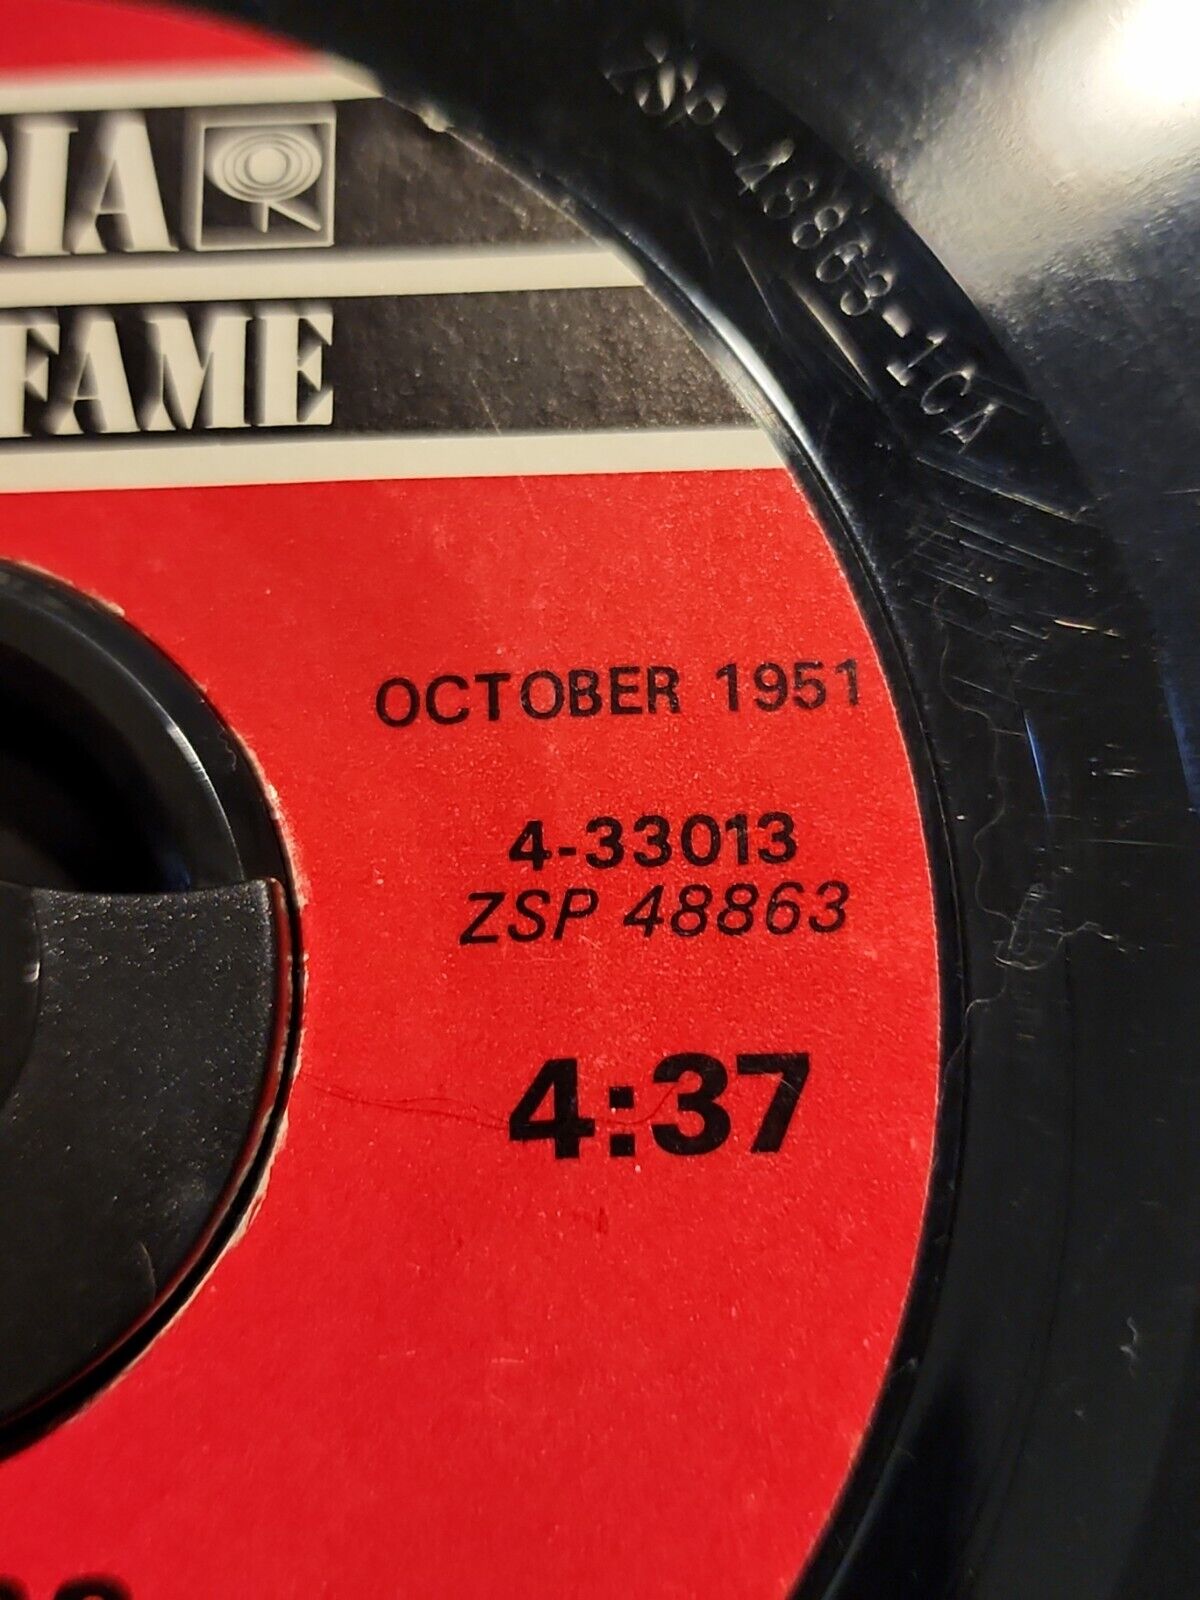 BIA
FAME
ZSP-48863-1CA
OCTOBER 1951
4-33013
ZSP 48863
4:37